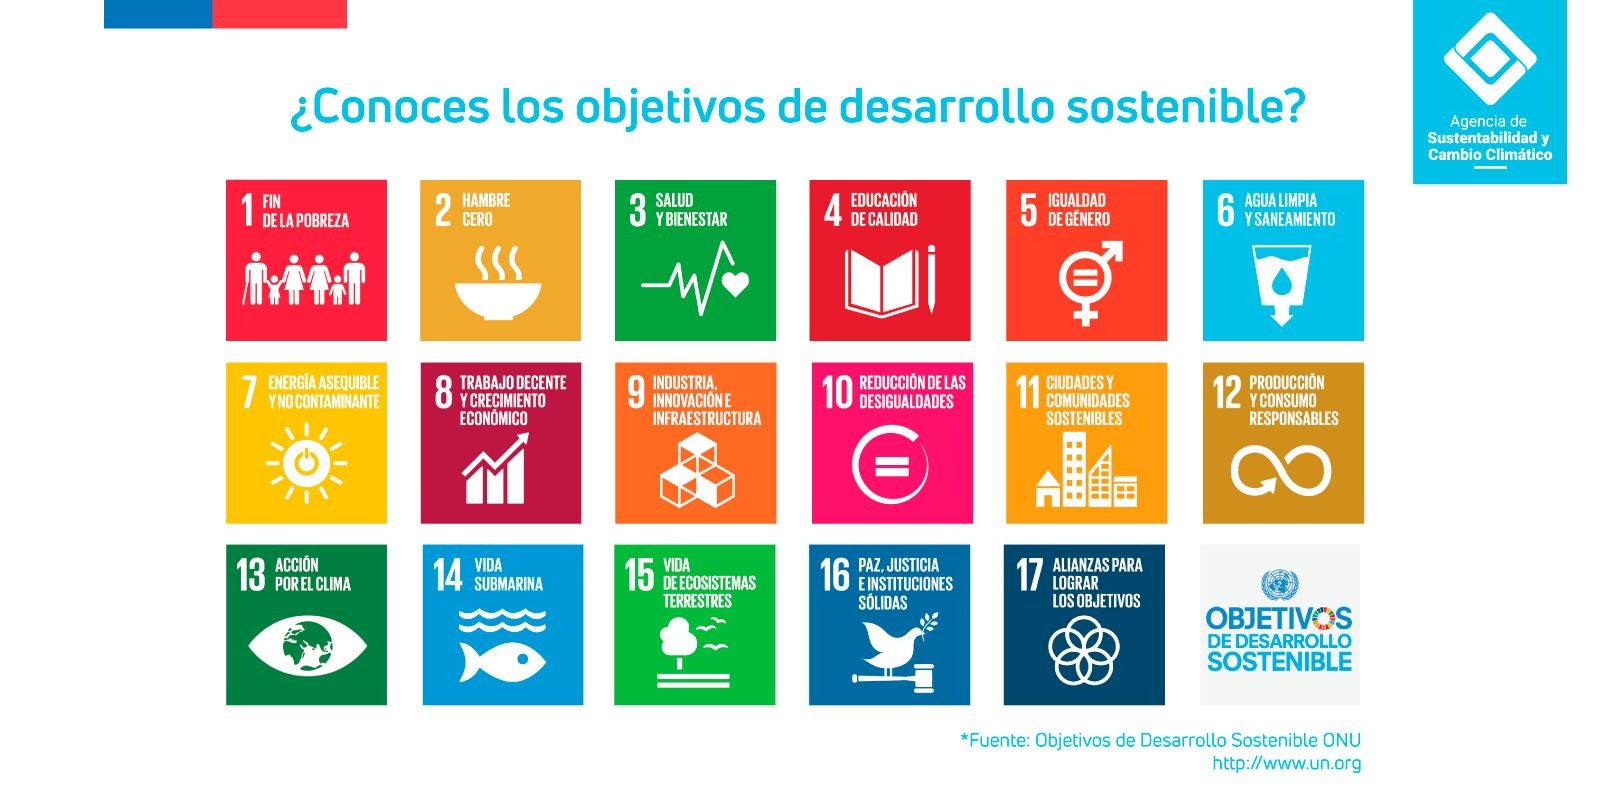 ¿Conoces los objetivos de desarrollo sostenible?
Agencia de
Sustentabilidad y
Cambio Climático
1 FIN
DE LA POBREZA
2 HAMBRE
CERO
3 SALUD
Y BIENESTAR
4 EDUCACIÓN
DE CALIDAD
5 IGUALDAD
DE GÉNERO
6 AGUA LIMPIA
Y SANEAMIENTO
7 ENERGÍA ASEQUIBLE
Y NO CONTAMINANTE
8 TRABAJO DECENTE
Y CRECIMIENTO
ECONÓMICO
9 INDUSTRIA,
INNOVACIÓN E
INFRAESTRUCTURA
10 REDUCCIÓN DE LAS
DESIGUALDADES
11 CIUDADES Y
COMUNIDADES
SOSTENIBLES
12 PRODUCCIÓN
Y CONSUMO
RESPONSABLES
13 ACCIÓN
POR EL CLIMA
14 VIDA
SUBMARINA
15 VIDA
DE ECOSISTEMAS
TERRESTRES
16 PAZ, JUSTICIA
E INSTITUCIONES
SÓLIDAS
17 ALIANZAS PARA
LOGRAR
LOS OBJETIVOS
OBJETIVOS
DE DESARROLLO
SOSTENIBLE
*Fuente: Objetivos de Desarrollo Sostenible ONU
http://www.un.org